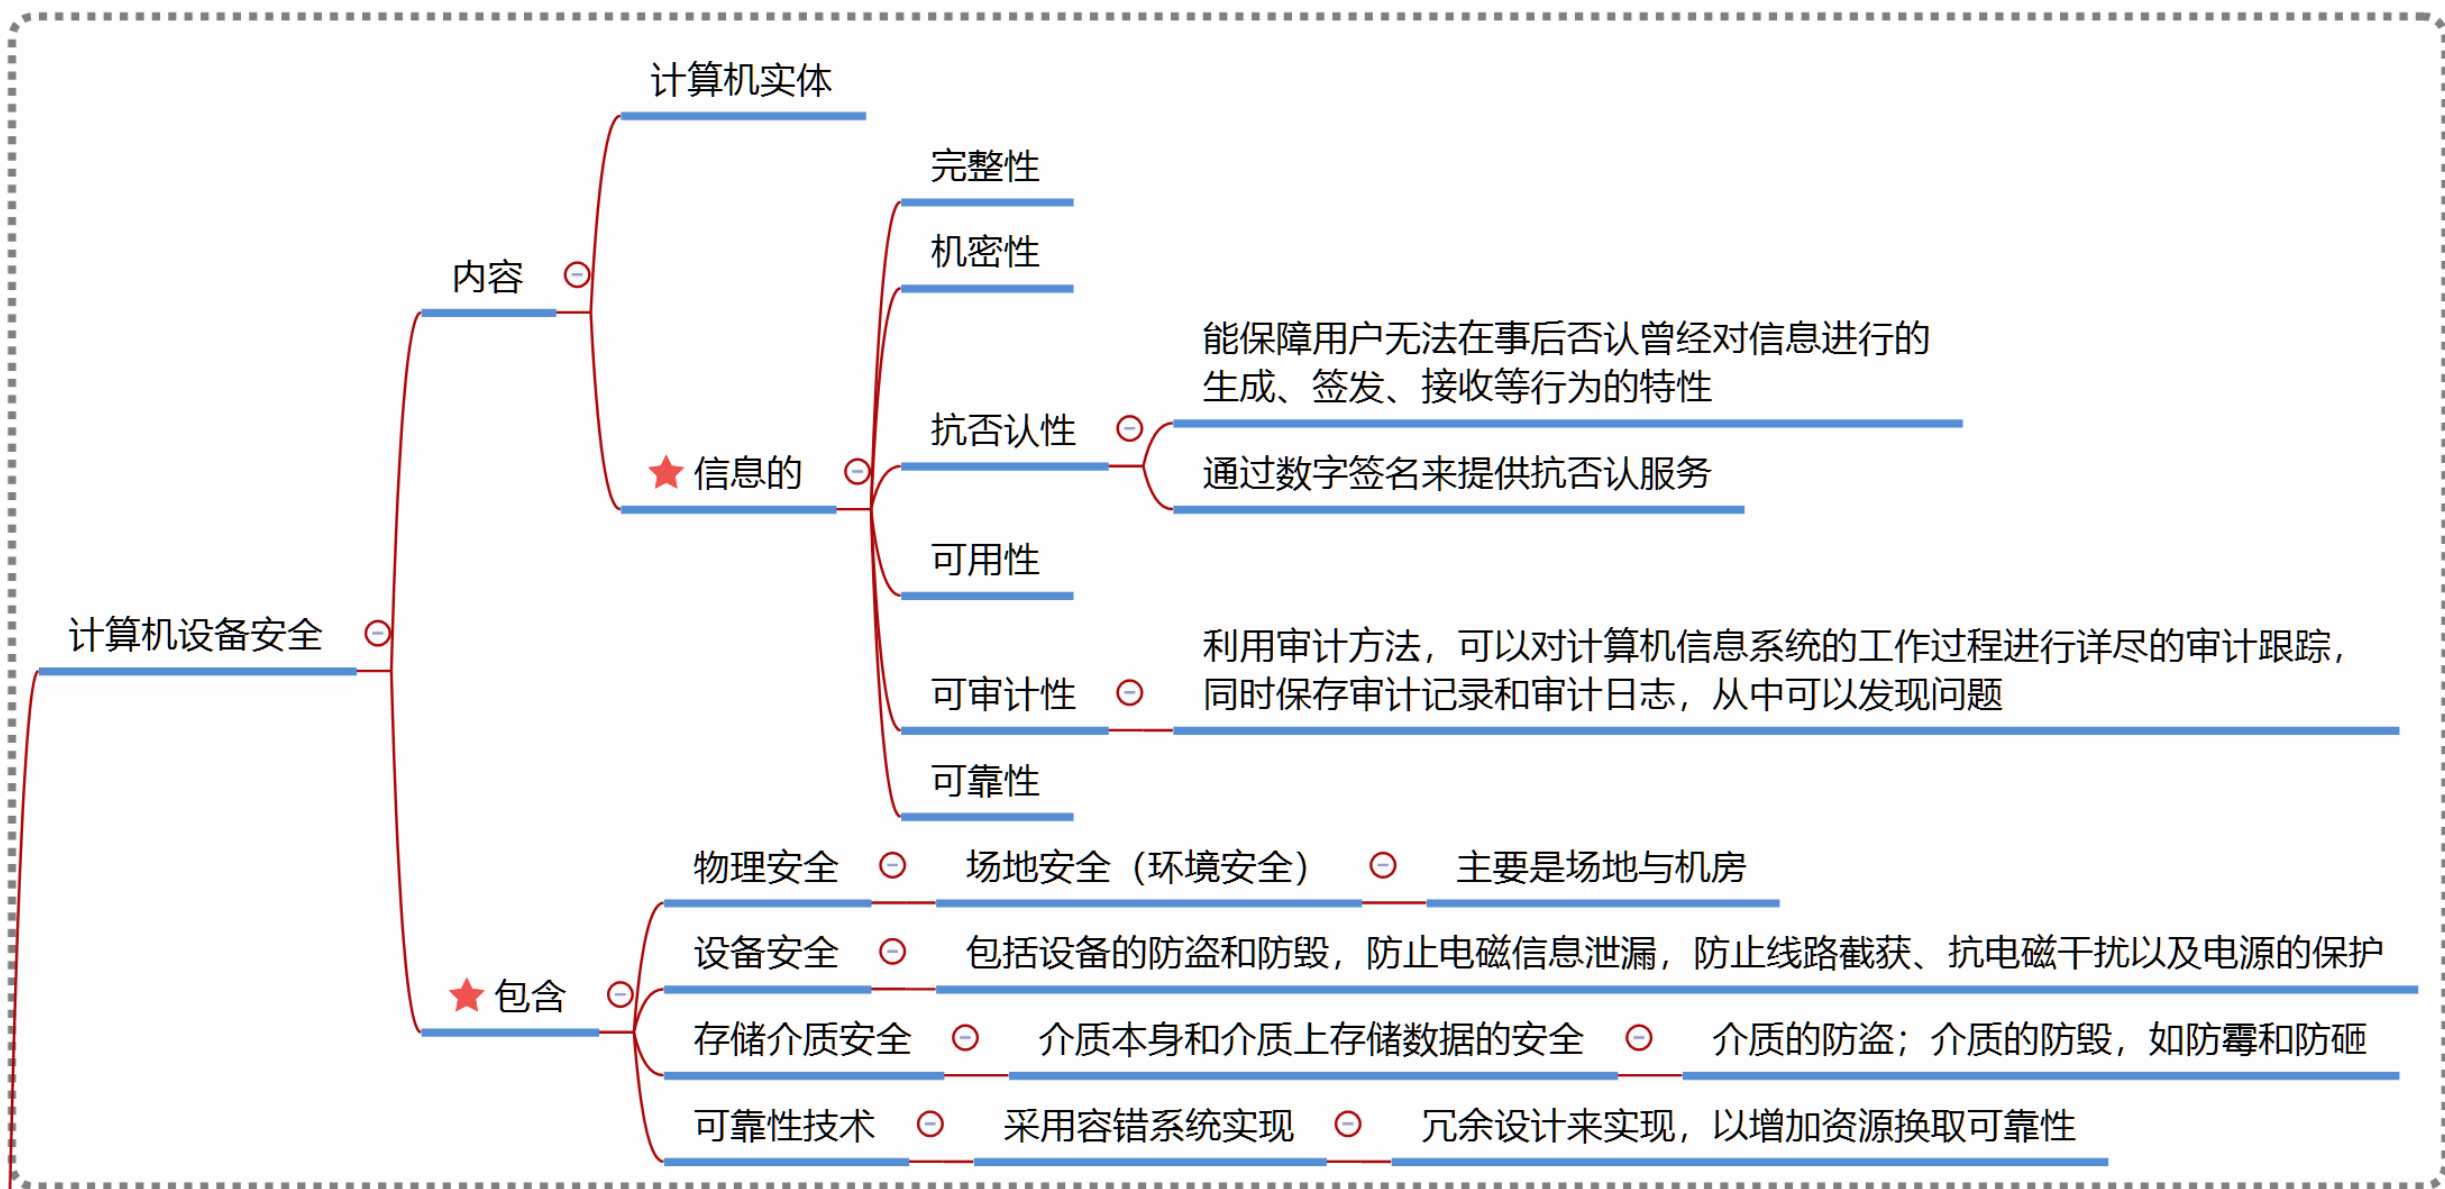 计算机实体
完整性
机密性
内容
能保障用户无法在事后否认曾经对信息进行的
生成、签发、接收等行为的特性
抗否认性
信息的
通过数字签名来提供抗否认服务
可用性
计算机设备安全
利用审计方法，可以对计算机信息系统的工作过程进行详尽的审计跟踪，
同时保存审计记录和审计日志，从中可以发现问题
可审计性
可靠性
物理安全
场地安全（环境安全）
主要是场地与机房
设备安全
包括设备的防盗和防毁，防止电磁信息泄漏，防止线路截获、抗电磁干扰以及电源的保护
包含
存储介质安全
介质本身和介质上存储数据的安全
介质的防盗；介质的防毁，如防霉和防砸
可靠性技术
采用容错系统实现
冗余设计来实现，以增加资源换取可靠性